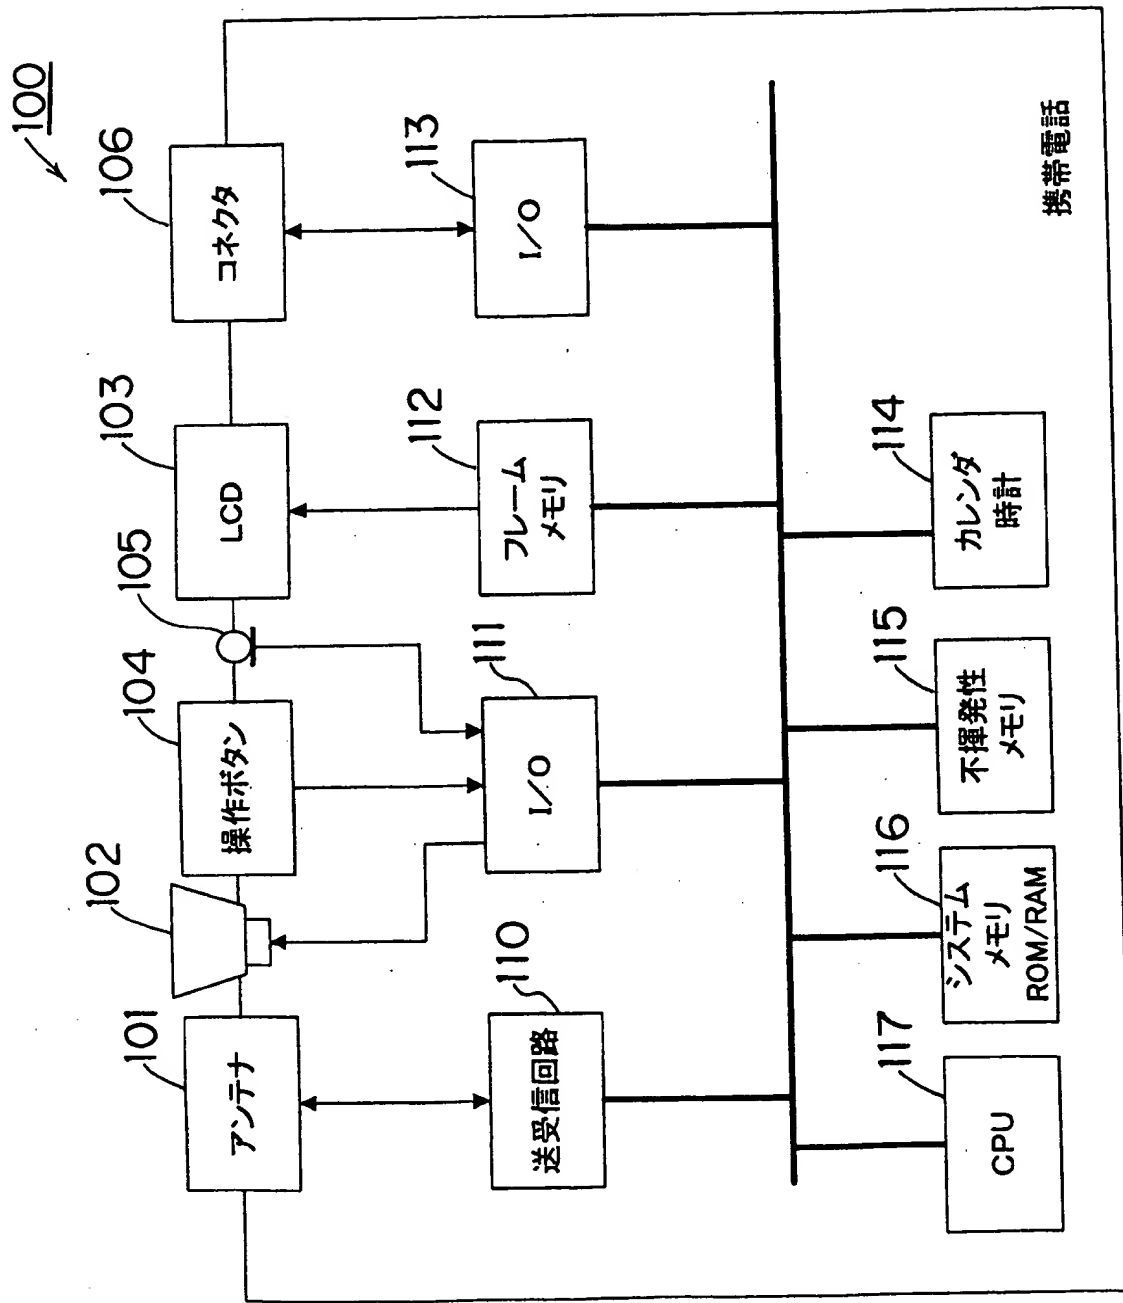 100
101
102
104
105
103
106
アンテナ
操作ボタン
LCD
コネクタ
110
111
112
113
送受信回路
I/O
フレーム
メモリ
I/O
117
116
115
114
CPU
システム
メモリ
ROM/RAM
不揮発性
メモリ
カレンダ
時計
携帯電話